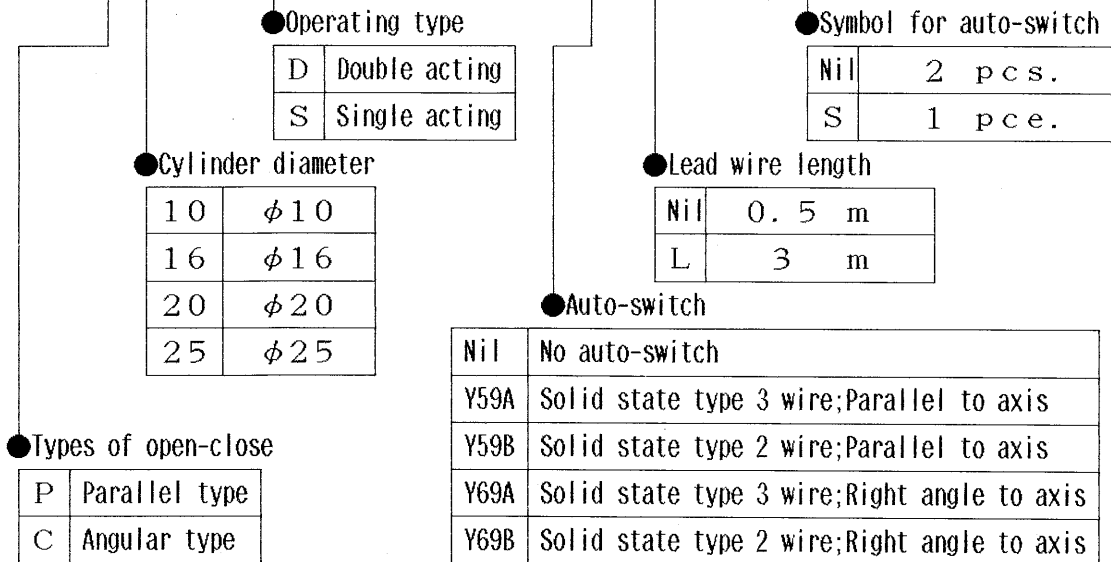 ●Operating type
D Double acting
S Single acting
●Symbol for auto-switch
Nil 2 pcs.
S 1 pce.
●Cylinder diameter
10 φ10
16 φ16
20 φ20
25 φ25
●Lead wire length
Nil 0.5 m
L 3 m
●Auto-switch
Nil No auto-switch
Y59A Solid state type 3 wire;Parallel to axis
Y59B Solid state type 2 wire;Parallel to axis
Y69A Solid state type 3 wire;Right angle to axis
Y69B Solid state type 2 wire;Right angle to axis
●Types of open-close
P Parallel type
C Angular type